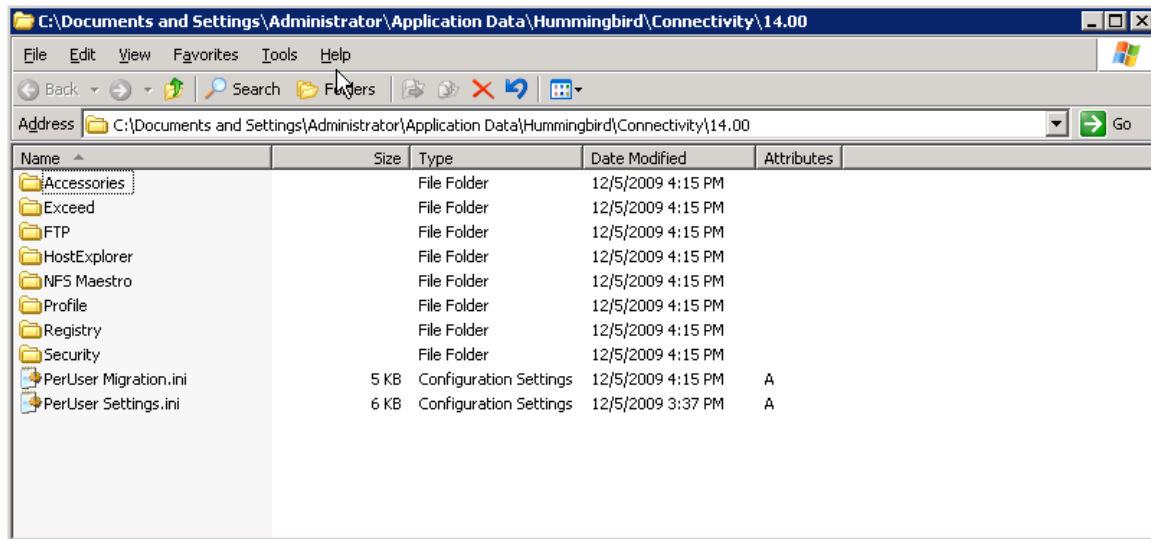 C:\Documents and Settings\Administrator\Application Data\Hummingbird\Connectivity\14.00
File Edit View Favorites Tools Help
Back Search Folders
Address C:\Documents and Settings\Administrator\Application Data\Hummingbird\Connectivity\14.00 Go
Name Size Type Date Modified Attributes
Accessories File Folder 12/5/2009 4:15 PM
Exceed File Folder 12/5/2009 4:15 PM
FTP File Folder 12/5/2009 4:15 PM
HostExplorer File Folder 12/5/2009 4:15 PM
NFS Maestro File Folder 12/5/2009 4:15 PM
Profile File Folder 12/5/2009 4:15 PM
Registry File Folder 12/5/2009 4:15 PM
Security File Folder 12/5/2009 4:15 PM
PerUser Migration.ini 5 KB Configuration Settings 12/5/2009 4:15 PM A
PerUser Settings.ini 6 KB Configuration Settings 12/5/2009 3:37 PM A